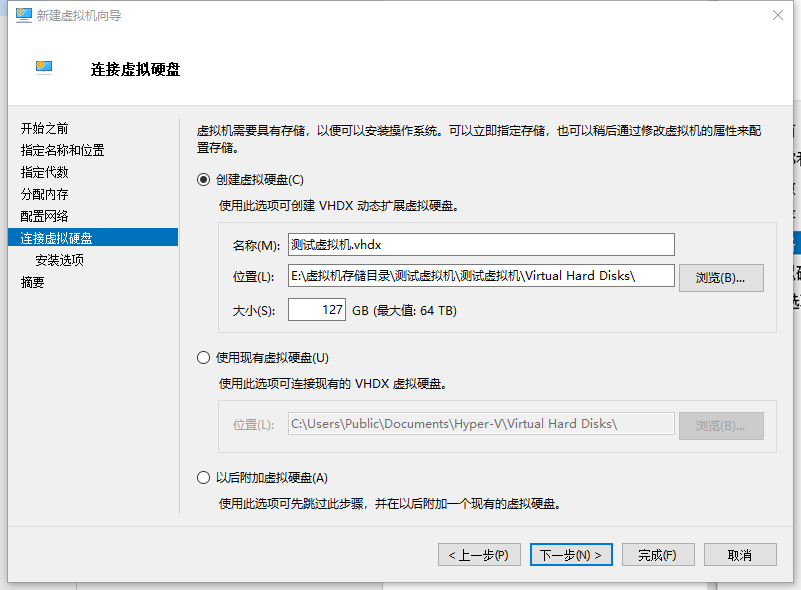 新建虚拟机向导
连接虚拟硬盘
开始之前
指定名称和位置
指定代数
分配内存
配置网络
连接虚拟硬盘
安装选项
摘要
虚拟机需要具有存储，以便可以安装操作系统。可以立即指定存储，也可以稍后通过修改虚拟机的属性来配
置存储。
创建虚拟硬盘(C)
使用此选项可创建 VHDX 动态扩展虚拟硬盘。
名称(M): 测试虚拟机.vhdx
位置(L): E:\虚拟机存储目录\测试虚拟机\测试虚拟机\Virtual Hard Disks\ 浏览(B)...
大小(S): 127 GB (最大值: 64 TB)
使用现有虚拟硬盘(U)
使用此选项可连接现有的 VHDX 虚拟硬盘。
位置(L): C:\Users\Public\Documents\Hyper-V\Virtual Hard Disks\ 浏览(B)...
以后附加虚拟硬盘(A)
使用此选项可先跳过此步骤，并在以后附加一个现有的虚拟硬盘。
< 上一步(P) 下一步(N) > 完成(F) 取消